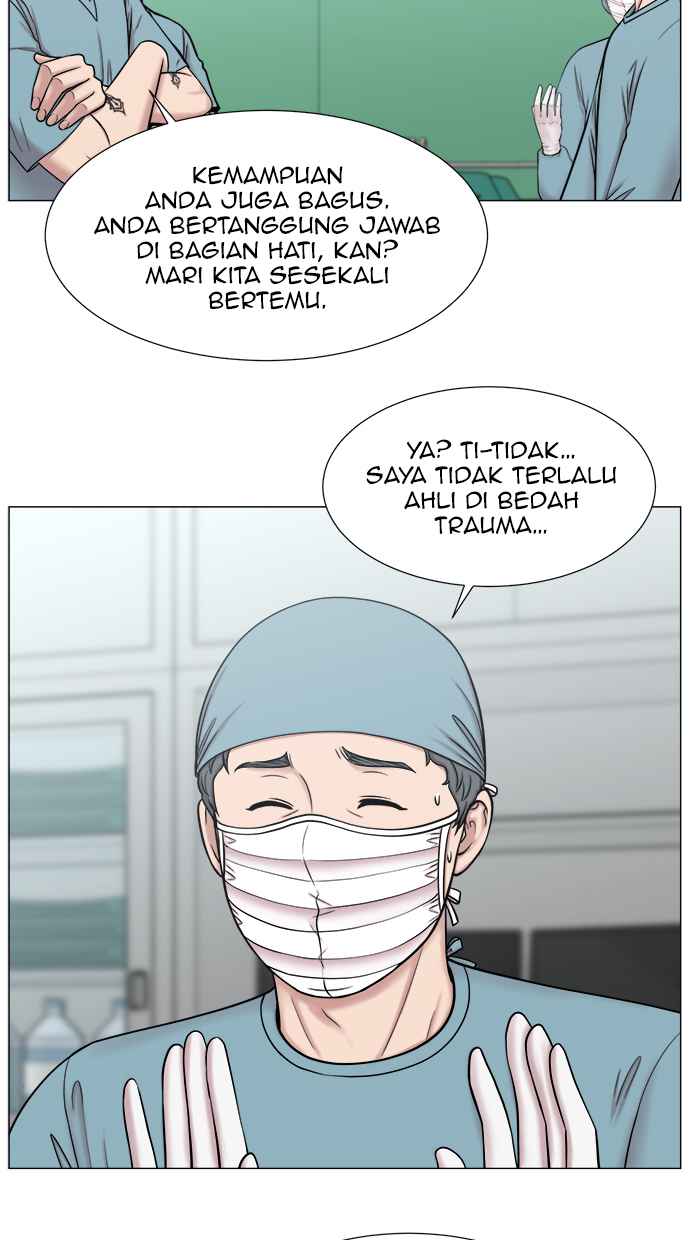 KEMAMPUAN
ANDA JUGA BAGUS.
ANDA BERTANGGUNG JAWAB
DI BAGIAN HATI, KAN?
MARI KITA SESEKALI
BERTEMU.
YA? TI-TIDAK...
SAYA TIDAK TERLALU
AHLI DI BEDAH
TRAUMA...